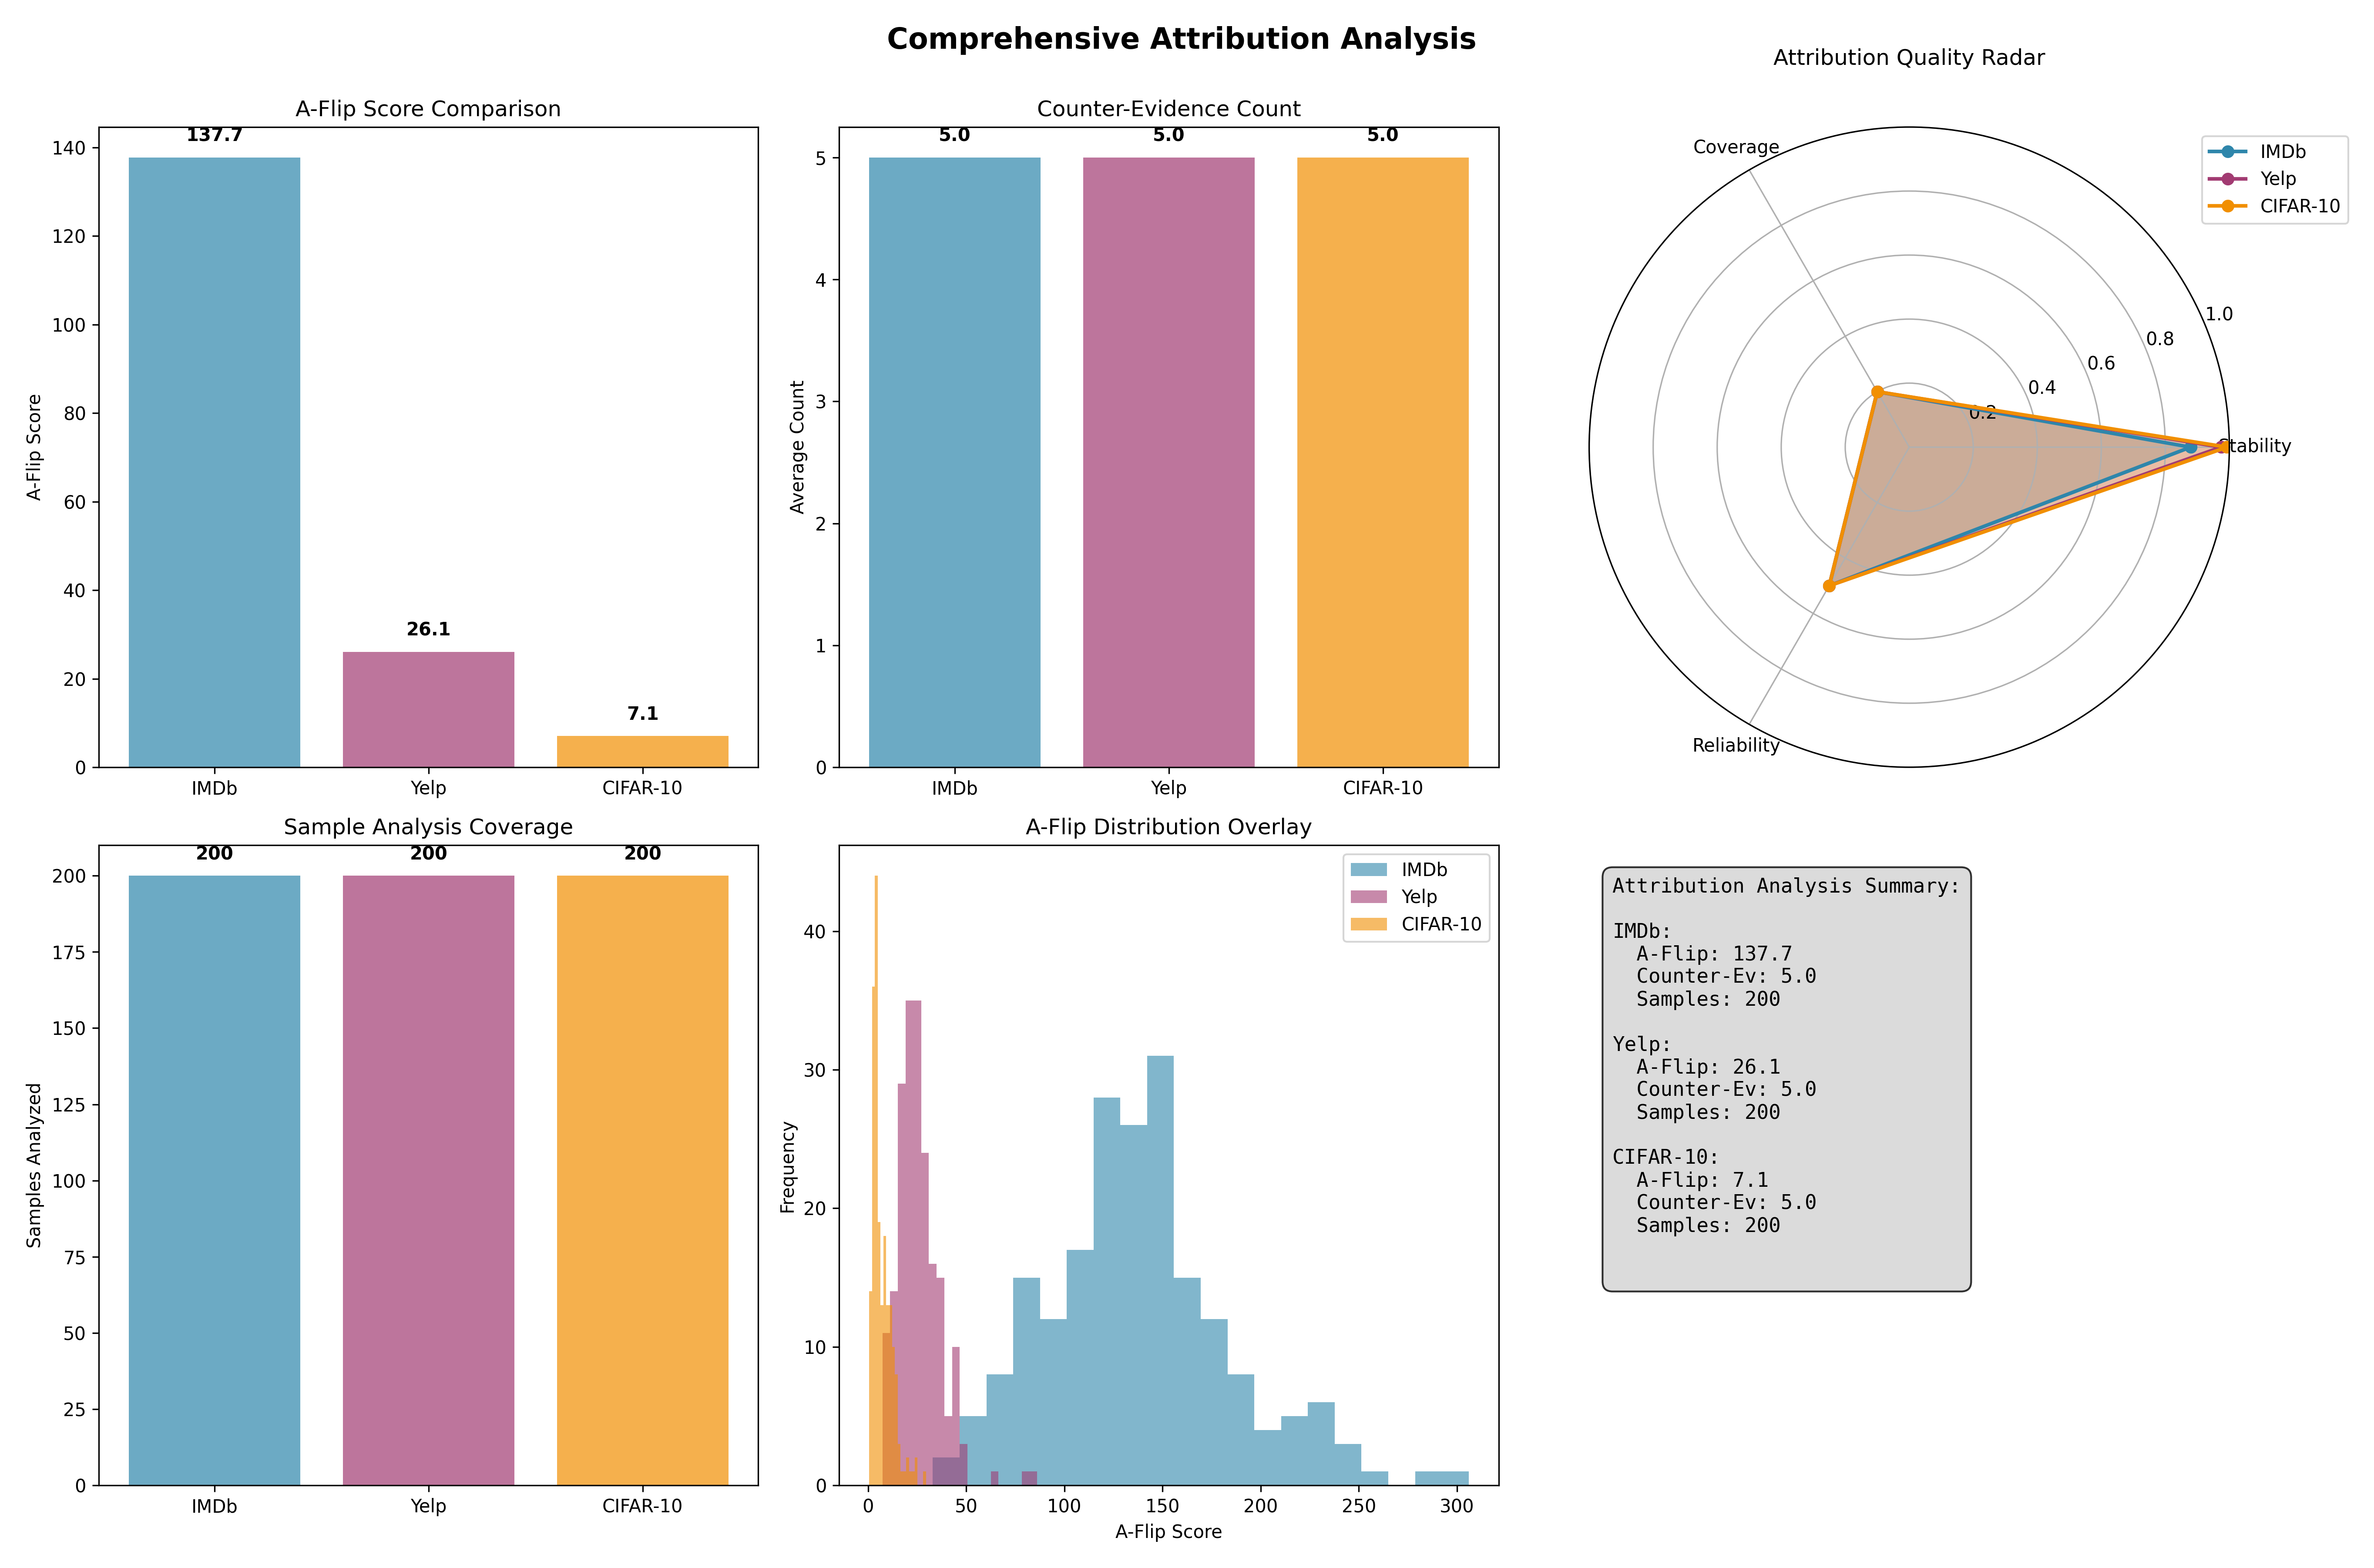 Comprehensive Attribution Analysis
A-Flip Score Comparison
A-Flip Score
140
120
100
80
60
40
20
0
137.7
26.1
7.1
IMDb Yelp CIFAR-10
Counter-Evidence Count
Average Count
5
4
3
2
1
0
5.0 5.0 5.0
IMDb Yelp CIFAR-10
Attribution Quality Radar
Coverage
Stability
Reliability
1.0
0.8
0.6
0.4
0.2
IMDb
Yelp
CIFAR-10
Sample Analysis Coverage
Samples Analyzed
200
175
150
125
100
75
50
25
0
200 200 200
IMDb Yelp CIFAR-10
A-Flip Distribution Overlay
Frequency
40
30
20
10
0
IMDb
Yelp
CIFAR-10
0 50 100 150 200 250 300
A-Flip Score
Attribution Analysis Summary:
IMDb:
A-Flip: 137.7
Counter-Ev: 5.0
Samples: 200
Yelp:
A-Flip: 26.1
Counter-Ev: 5.0
Samples: 200
CIFAR-10:
A-Flip: 7.1
Counter-Ev: 5.0
Samples: 200